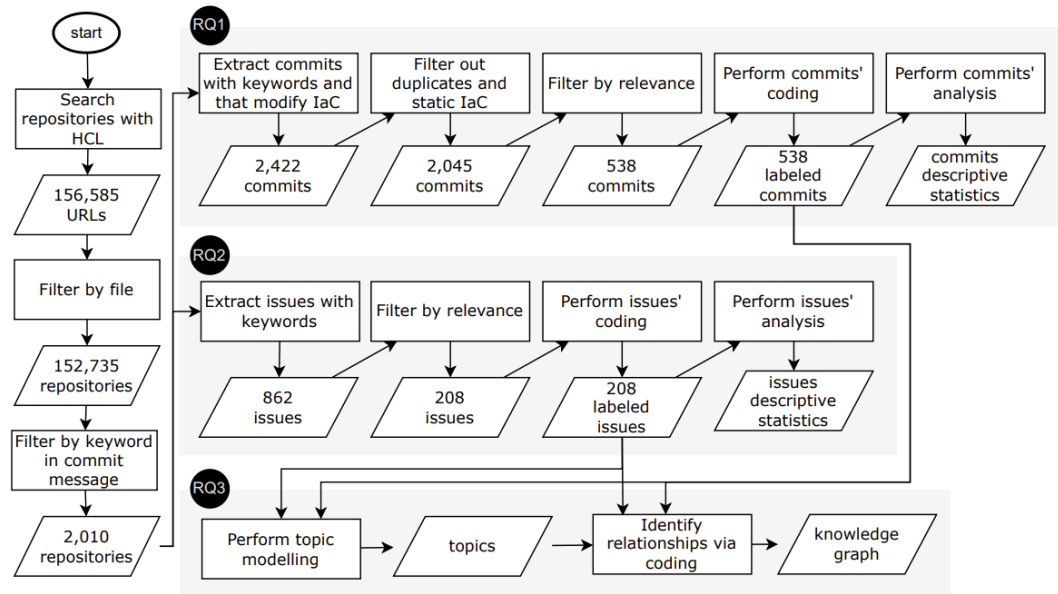 start
Search
repositories with
HCL
156,585
URLs
Filter by file
152,735
repositories
Filter by keyword
in commit
message
2,010
repositories
RQ1
Extract commits
with keywords and
that modify IaC
2,422
commits
Filter out
duplicates and
static IaC
2,045
commits
Filter by relevance
538
commits
Perform commits'
coding
538
labeled
commits
Perform commits'
analysis
commits
descriptive
statistics
RQ2
Extract issues with
keywords
862
issues
Filter by relevance
208
issues
Perform issues'
coding
208
labeled
issues
Perform issues'
analysis
issues
descriptive
statistics
RQ3
Perform topic
modelling
topics
Identify
relationships via
coding
knowledge
graph